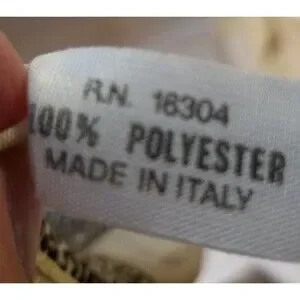 R.N. 16304
100% POLYESTER
MADE IN ITALY